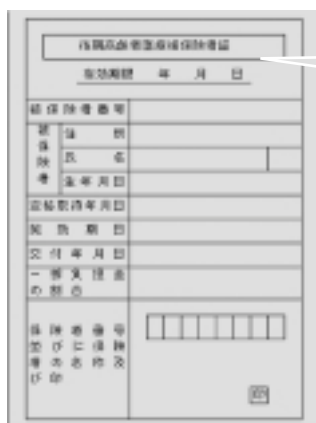 後期高齢者医療被保険者証
有効期限　年　月　日
被保険者番号
被保険者
住所
氏名
生年月日
資格取得年月日
発効期日
交付年月日
一部負担金
の割合
保険者番号
並びに保険
者の名称及
び印
印